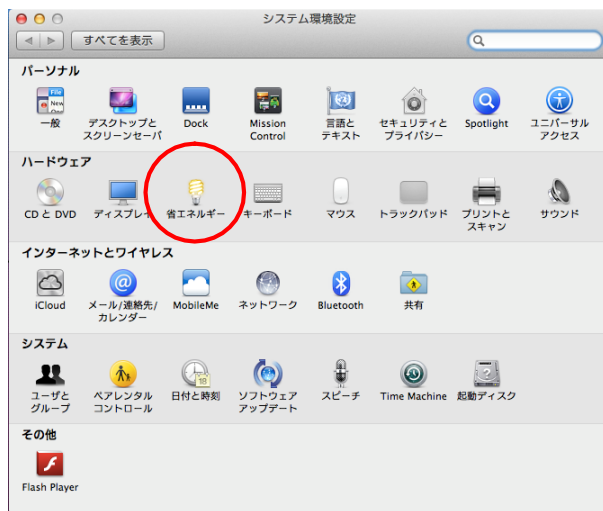 システム環境設定
すべてを表示
パーソナル
File
New
一般
デスクトップと
スクリーンセーバ
Dock
Mission
Control
言語と
テキスト
セキュリティと
プライバシー
Spotlight
ユニバーサル
アクセス
ハードウェア
CD と DVD
ディスプレイ
省エネルギー
キーボード
マウス
トラックパッド
プリントと
スキャン
サウンド
インターネットとワイヤレス
iCloud
メール/連絡先/
カレンダー
MobileMe
ネットワーク
Bluetooth
共有
システム
ユーザと
グループ
ペアレンタル
コントロール
18
日付と時刻
ソフトウェア
アップデート
スピーチ
Time Machine
起動ディスク
その他
Flash Player